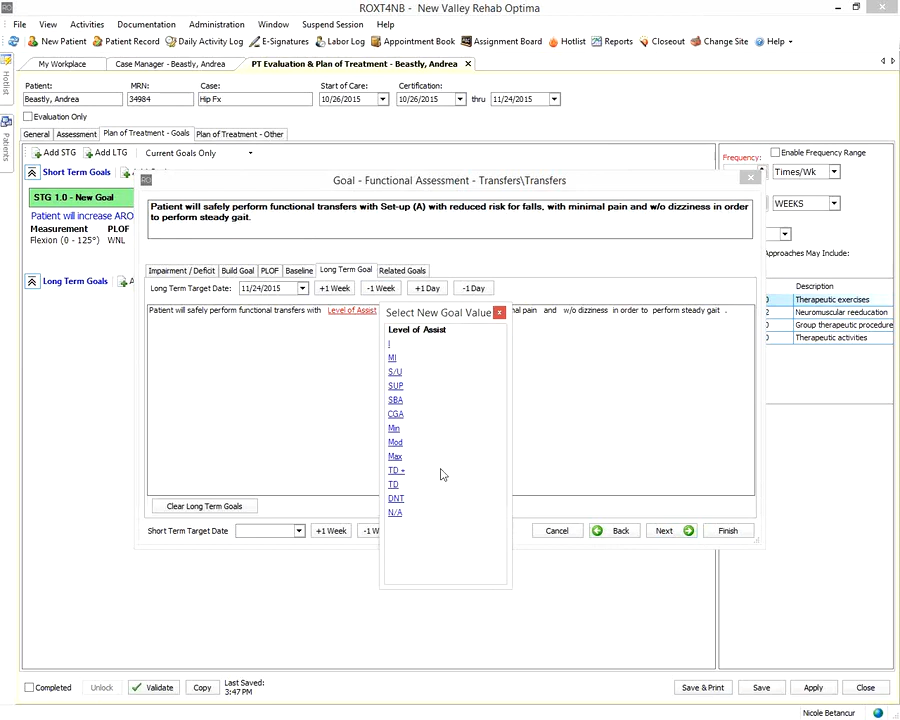 ROXT4NB - New Valley Rehab Optima
File View Activities Documentation Administration Window Suspend Session Help
New Patient Patient Record Daily Activity Log E-Signatures Labor Log Appointment Book Assignment Board Hotlist Reports Closeout Change Site Help
My Workplace Case Manager - Beastly, Andrea PT Evaluation & Plan of Treatment - Beastly, Andrea
Hotlist
Patients
Patient: MRN: Case: Start of Care: Certification:
Beastly, Andrea 34984 Hip Fx 10/26/2015 10/26/2015 thru 11/24/2015
Evaluation Only
General Assessment Plan of Treatment - Goals Plan of Treatment - Other
Add STG Add LTG Current Goals Only
Short Term Goals
STG 1.0 - New Goal
Patient will increase ARO
Measurement PLOF
Flexion (0 - 125°) WNL
Long Term Goals
Frequency: Enable Frequency Range
Times/Wk
WEEKS
Approaches May Include:
Description
Therapeutic exercises
Neuromuscular reeducation
Group therapeutic procedure
Therapeutic activities
Goal - Functional Assessment - Transfers\Transfers
Patient will safely perform functional transfers with Set-up (A) with reduced risk for falls, with minimal pain and w/o dizziness in order
to perform steady gait.
Impairment / Deficit Build Goal PLOF Baseline Long Term Goal Related Goals
Long Term Target Date: 11/24/2015 +1 Week -1 Week +1 Day -1 Day
Patient will safely perform functional transfers with Level of Assist nal pain and w/o dizziness in order to perform steady gait .
Select New Goal Value
Level of Assist
I
MI
S/U
SUP
SBA
CGA
Min
Mod
Max
TD +
TD
DNT
N/A
Clear Long Term Goals
Short Term Target Date +1 Week -1 W Cancel Back Next Finish
Completed Unlock Validate Copy Last Saved:
3:47 PM
Save & Print Save Apply Close
Nicole Betancur